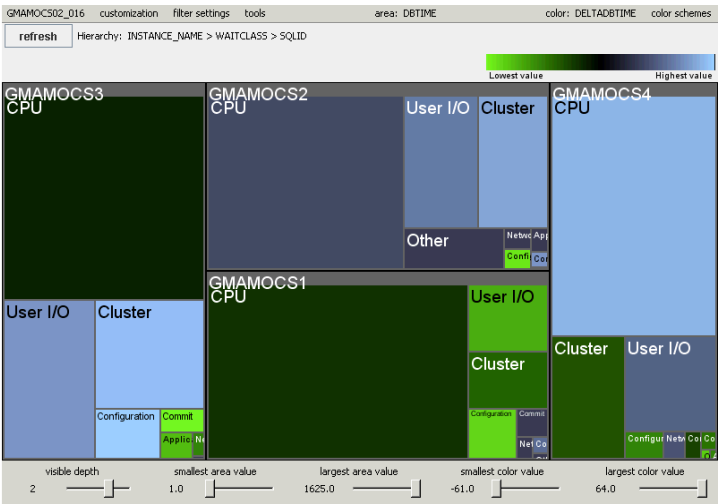 GMAMOCS02_016 customization filter settings tools area: DBTIME color: DELTADBTIME color schemes
refresh Hierarchy: INSTANCE_NAME > WAITCLASS > SQLID
Lowest value Highest value
GMAMOCS3
CPU
User I/O
Cluster
Configuration
Commit
Applic
Ne
GMAMOCS2
CPU
User I/O
Cluster
Other
Netwo
App
Confi
Con
GMAMOCS1
CPU
User I/O
Cluster
Configuration
Commit
Net
Co
GMAMOCS4
CPU
Cluster
User I/O
Configur
Netw
Co
Co
visible depth smallest area value largest area value smallest color value largest color value
2 1.0 1625.0 -61.0 64.0